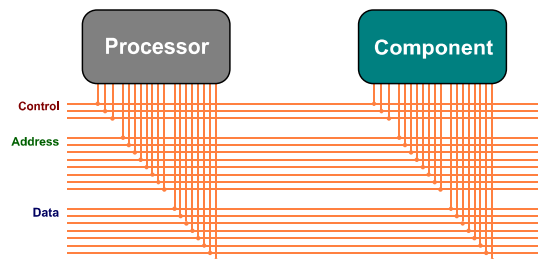 Processor
Component
Control
Address
Data